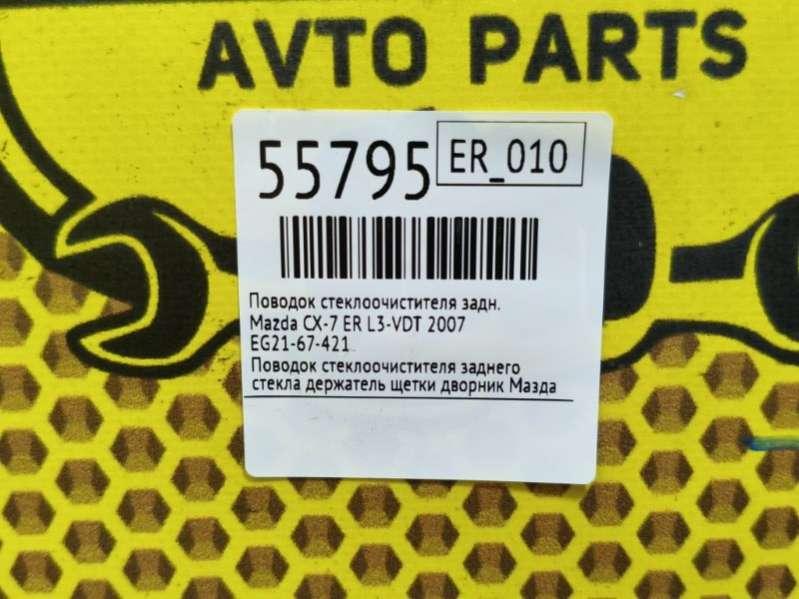 AVTO PARTS
55795
ER_010
Поводок стеклоочистителя задн.
Mazda CX-7 ER L3-VDT 2007
EG21-67-421
Поводок стеклоочистителя заднего
стекла держатель щетки дворник Мазда